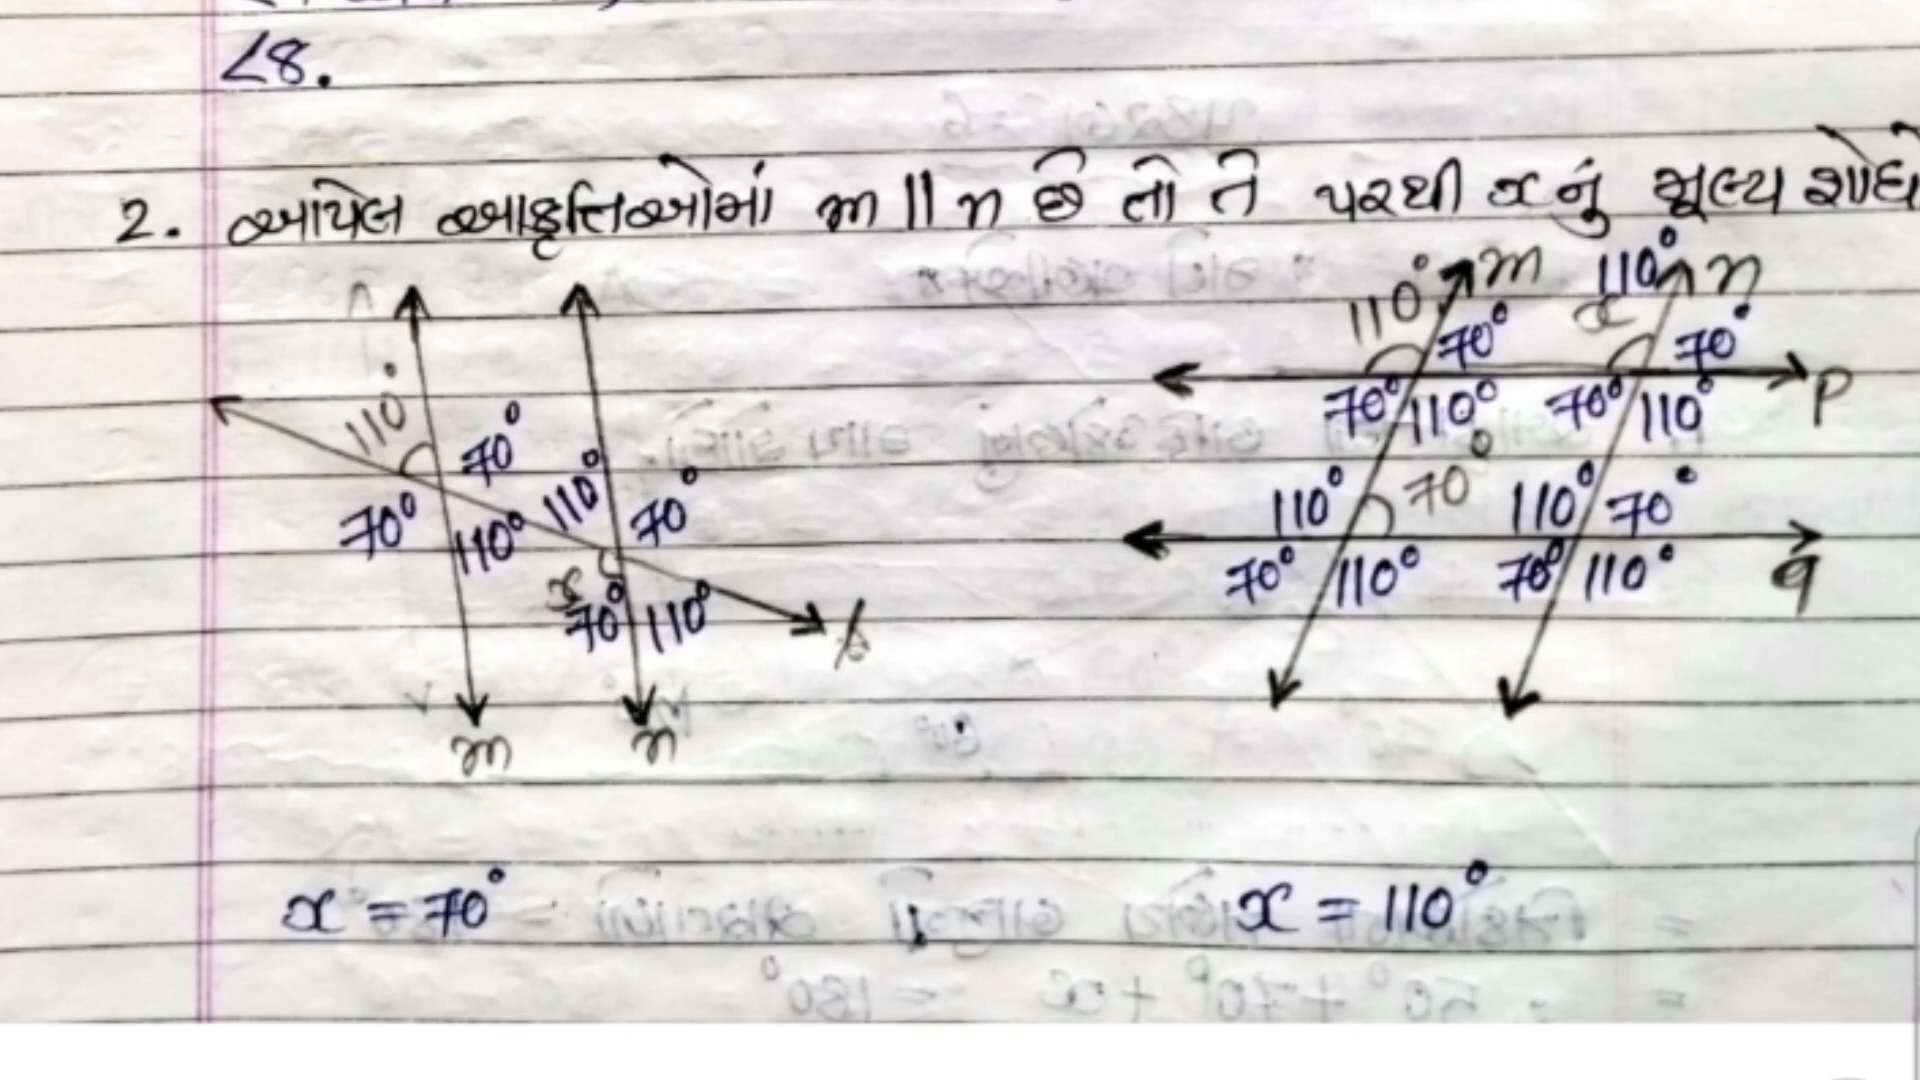 <8.
2. આપેલ આકૃતિઓમાં m || n છે તો તે પરથી x નું મૂલ્ય શોધો
110° m 110° n
x
110° 70° 70°
70° 110° 70° 110° p
110° 70° 110° 70°
70° 110° 110° 70° 110° 70°
x 70° 110° 70° 110° 70° 110° q
m n
x = 70° x = 110°